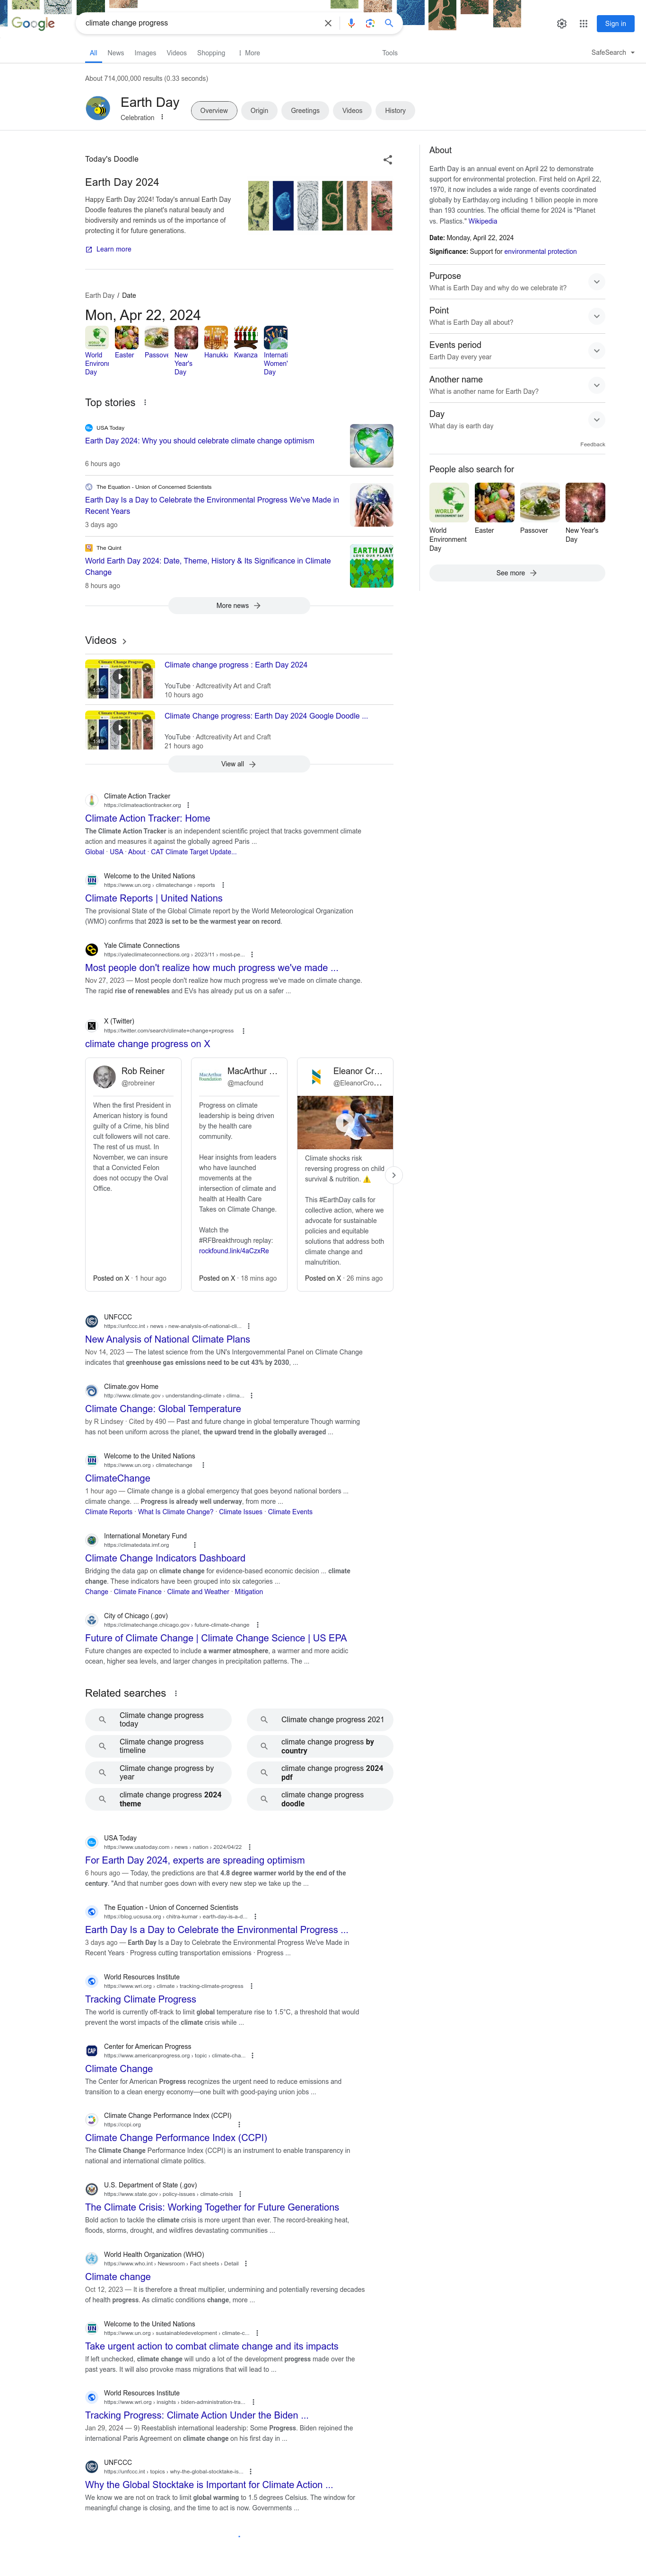 Google
climate change progress
Sign in
All News Images Videos Shopping More Tools
SafeSearch
About 714,000,000 results (0.33 seconds)
Earth Day
Celebration
Overview Origin Greetings Videos History
Today's Doodle
Earth Day 2024
Happy Earth Day 2024! Today's annual Earth
Day Doodle features the planet's natural beauty and
biodiversity and reminds us of the importance of
protecting it for future generations.
Learn more
Earth Day / Date
Mon, Apr 22, 2024
World Environ Day
Easter
Passove
New Year's Day
Hanukk
Kwanza
Internati Women' Day
Top stories
USA Today
Earth Day 2024: Why you should celebrate climate change optimism
6 hours ago
The Equation - Union of Concerned Scientists
Earth Day Is a Day to Celebrate the Environmental Progress We've Made in
Recent Years
3 days ago
The Quint
World Earth Day 2024: Date, Theme, History & Its Significance in Climate
Change
8 hours ago
EARTH DAY
LOVE OUR PLANET
More news
Videos
Climate change progress : Earth Day 2024
YouTube · Adtcreativity Art and Craft
10 hours ago
Climate Change progress: Earth Day 2024 Google Doodle ...
YouTube · Adtcreativity Art and Craft
21 hours ago
View all
Climate Action Tracker
https://climateactiontracker.org
Climate Action Tracker: Home
The Climate Action Tracker is an independent scientific project that tracks government climate
action and measures it against the globally agreed Paris ...
Global · USA · About · CAT Climate Target Update...
Welcome to the United Nations
https://www.un.org › climatechange › reports
Climate Reports | United Nations
The provisional State of the Global Climate report by the World Meteorological Organization
(WMO) confirms that 2023 is set to be the warmest year on record.
Yale Climate Connections
https://yaleclimateconnections.org › 2023/11 › most-pe...
Most people don't realize how much progress we've made ...
Nov 27, 2023 — Most people don't realize how much progress we've made on climate change.
The rapid rise of renewables and EVs has already put us on a safer ...
X (Twitter)
https://twitter.com/search/climate+change+progress
climate change progress on X
Rob Reiner
@robreiner
When the first President in
American history is found
guilty of a Crime, his blind
cult followers will not care.
The rest of us must. In
November, we can insure
that a Convicted Felon
does not occupy the Oval
Office.
Posted on X · 1 hour ago
MacArthur Foundation
MacArthur ...
@macfound
Progress on climate
leadership is being driven
by the health care
community.
Hear insights from leaders
who have launched
movements at the
intersection of climate and
health at Health Care
Takes on Climate Change.
Watch the
#RFBreakthrough replay:
rockfound.link/4aCzxRe
Posted on X · 18 mins ago
Eleanor Cr...
@EleanorCro...
Climate shocks risk
reversing progress on child
survival & nutrition. ⚠️
This #EarthDay calls for
collective action, where we
advocate for sustainable
policies and equitable
solutions that address both
climate change and
malnutrition.
Posted on X · 26 mins ago
UNFCCC
https://unfccc.int › news › new-analysis-of-national-cli...
New Analysis of National Climate Plans
Nov 14, 2023 — The latest science from the UN's Intergovernmental Panel on Climate Change
indicates that greenhouse gas emissions need to be cut 43% by 2030, ...
Climate.gov Home
http://www.climate.gov › understanding-climate › clima...
Climate Change: Global Temperature
by R Lindsey · Cited by 490 — Past and future change in global temperature Though warming
has not been uniform across the planet, the upward trend in the globally averaged ...
Welcome to the United Nations
https://www.un.org › climatechange
ClimateChange
1 hour ago — Climate change is a global emergency that goes beyond national borders ...
climate change. ... Progress is already well underway, from more ...
Climate Reports · What Is Climate Change? · Climate Issues · Climate Events
International Monetary Fund
https://climatedata.imf.org
Climate Change Indicators Dashboard
Bridging the data gap on climate change for evidence-based economic decision ... climate
change. These indicators have been grouped into six categories ...
Change · Climate Finance · Climate and Weather · Mitigation
City of Chicago (.gov)
https://climatechange.chicago.gov › future-climate-change
Future of Climate Change | Climate Change Science | US EPA
Future changes are expected to include a warmer atmosphere, a warmer and more acidic
ocean, higher sea levels, and larger changes in precipitation patterns. The ...
Related searches
Climate change progress today
Climate change progress 2021
Climate change progress timeline
climate change progress by country
Climate change progress by year
climate change progress 2024 pdf
climate change progress 2024 theme
climate change progress doodle
USA Today
https://www.usatoday.com › news › nation › 2024/04/22
For Earth Day 2024, experts are spreading optimism
6 hours ago — Today, the predictions are that 4.8 degree warmer world by the end of the
century. "And that number goes down with every new step we take up the ...
The Equation - Union of Concerned Scientists
https://blog.ucsusa.org › chitra-kumar › earth-day-is-a-d...
Earth Day Is a Day to Celebrate the Environmental Progress ...
3 days ago — Earth Day Is a Day to Celebrate the Environmental Progress We've Made in
Recent Years · Progress cutting transportation emissions · Progress ...
World Resources Institute
https://www.wri.org › climate › tracking-climate-progress
Tracking Climate Progress
The world is currently off-track to limit global temperature rise to 1.5°C, a threshold that would
prevent the worst impacts of the climate crisis while ...
Center for American Progress
https://www.americanprogress.org › topic › climate-cha...
Climate Change
The Center for American Progress recognizes the urgent need to reduce emissions and
transition to a clean energy economy—one built with good-paying union jobs ...
Climate Change Performance Index (CCPI)
https://ccpi.org
Climate Change Performance Index (CCPI)
The Climate Change Performance Index (CCPI) is an instrument to enable transparency in
national and international climate politics.
U.S. Department of State (.gov)
https://www.state.gov › policy-issues › climate-crisis
The Climate Crisis: Working Together for Future Generations
Bold action to tackle the climate crisis is more urgent than ever. The record-breaking heat,
floods, storms, drought, and wildfires devastating communities ...
World Health Organization (WHO)
https://www.who.int › Newsroom › Fact sheets › Detail
Climate change
Oct 12, 2023 — It is therefore a threat multiplier, undermining and potentially reversing decades
of health progress. As climatic conditions change, more ...
Welcome to the United Nations
https://www.un.org › sustainabledevelopment › climate-c...
Take urgent action to combat climate change and its impacts
If left unchecked, climate change will undo a lot of the development progress made over the
past years. It will also provoke mass migrations that will lead to ...
World Resources Institute
https://www.wri.org › insights › biden-administration-tra...
Tracking Progress: Climate Action Under the Biden ...
Jan 29, 2024 — 9) Reestablish international leadership: Some Progress. Biden rejoined the
international Paris Agreement on climate change on his first day in ...
UNFCCC
https://unfccc.int › topics › why-the-global-stocktake-is...
Why the Global Stocktake is Important for Climate Action ...
We know we are not on track to limit global warming to 1.5 degrees Celsius. The window for
meaningful change is closing, and the time to act is now. Governments ...
About
Earth Day is an annual event on April 22 to demonstrate
support for environmental protection. First held on April 22,
1970, it now includes a wide range of events coordinated
globally by Earthday.org including 1 billion people in more
than 193 countries. The official theme for 2024 is "Planet
vs. Plastics." Wikipedia
Date: Monday, April 22, 2024
Significance: Support for environmental protection
Purpose
What is Earth Day and why do we celebrate it?
Point
What is Earth Day all about?
Events period
Earth Day every year
Another name
What is another name for Earth Day?
Day
What day is earth day
Feedback
People also search for
World Environment Day
Easter
Passover
New Year's Day
See more